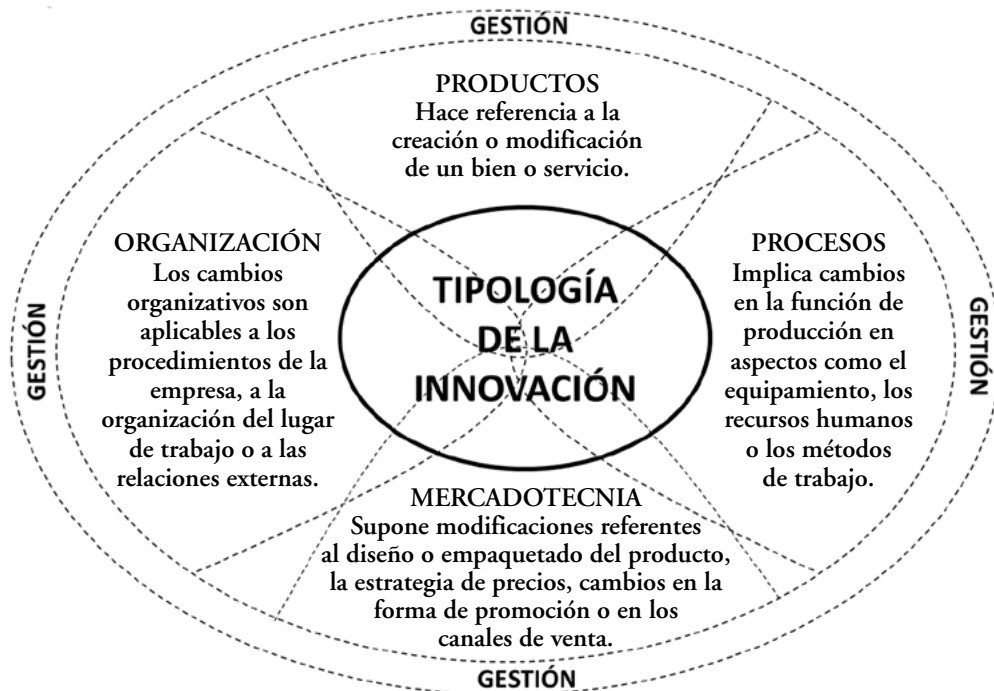 GESTIÓN
PRODUCTOS
Hace referencia a la
creación o modificación
de un bien o servicio.
ORGANIZACIÓN
Los cambios
organizativos son
aplicables a los
procedimientos de la
empresa, a la
organización del lugar
de trabajo o a las
relaciones externas.
GESTIÓN
TIPOLOGÍA
DE LA
INNOVACIÓN
PROCESOS
Implica cambios
en la función de
producción en
aspectos como el
equipamiento, los
recursos humanos
o los métodos
de trabajo.
GESTIÓN
MERCADOTECNIA
Supone modificaciones referentes
al diseño o empaquetado del producto,
la estrategia de precios, cambios en la
forma de promoción o en los
canales de venta.
GESTIÓN